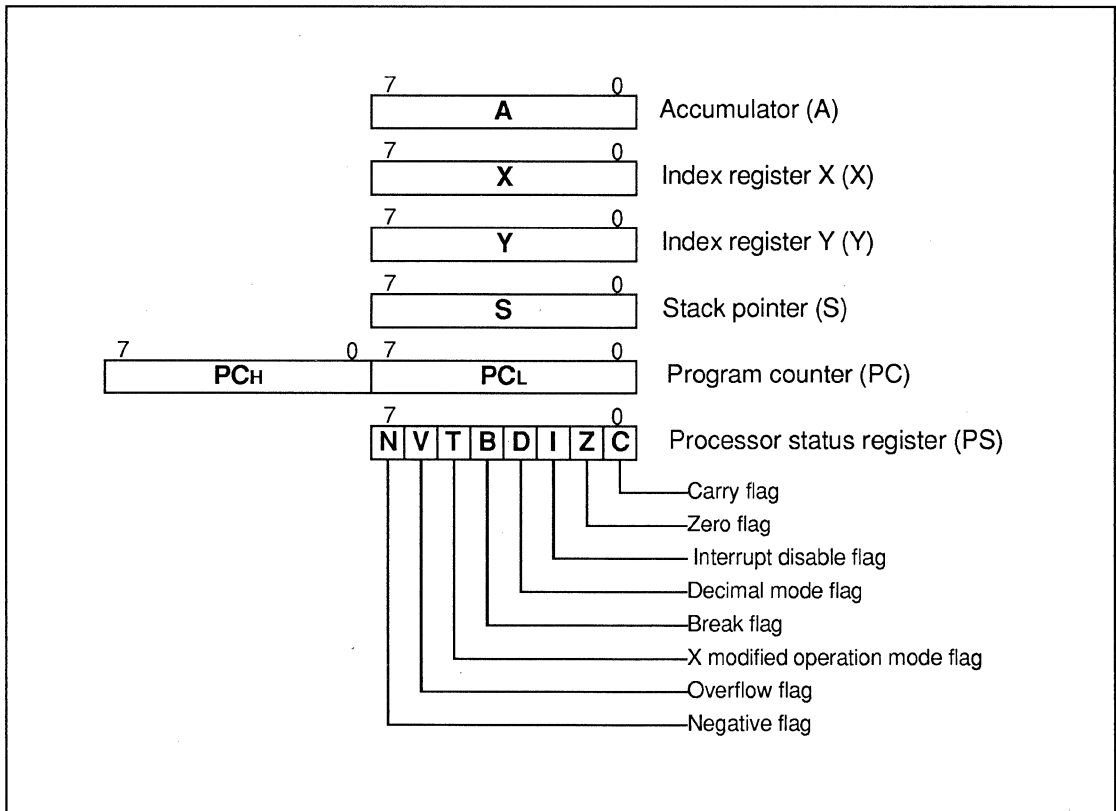 7 0
A Accumulator (A)
7 0
X Index register X (X)
7 0
Y Index register Y (Y)
7 0
S Stack pointer (S)
7 0 7 0
PCH PCL Program counter (PC)
7 0
N V T B D I Z C Processor status register (PS)
Carry flag
Zero flag
Interrupt disable flag
Decimal mode flag
Break flag
X modified operation mode flag
Overflow flag
Negative flag